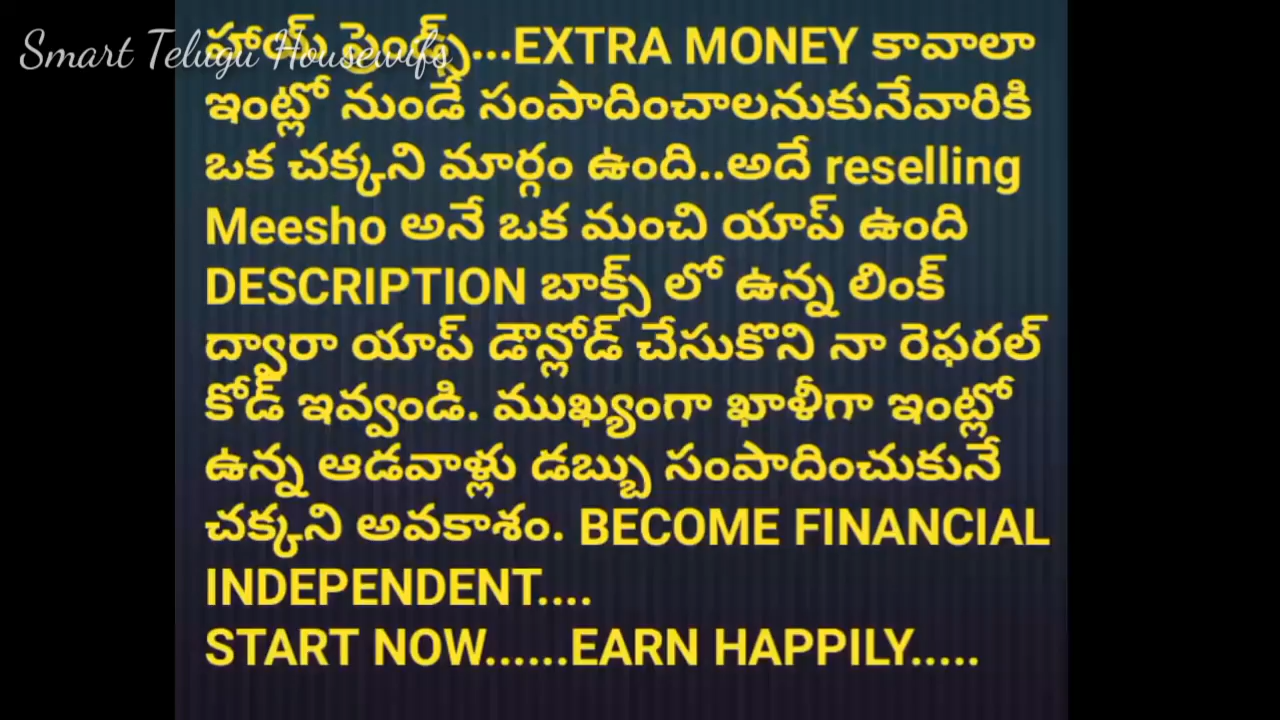 Smart Telugu Housewifs
హాయ్ ఫ్రెండ్స్...EXTRA MONEY కావాలా
ఇంట్లో నుండే సంపాదించాలనుకునేవారికి
ఒక చక్కని మార్గం ఉంది..అదే reselling
Meesho అనే ఒక మంచి యాప్ ఉంది
DESCRIPTION బాక్స్ లో ఉన్న లింక్
ద్వారా యాప్ డౌన్లోడ్ చేసుకొని నా రెఫరల్
కోడ్ ఇవ్వండి. ముఖ్యంగా ఖాళీగా ఇంట్లో
ఉన్న ఆడవాళ్లు డబ్బు సంపాదించుకునే
చక్కని అవకాశం. BECOME FINANCIAL
INDEPENDENT....
START NOW......EARN HAPPILY.....